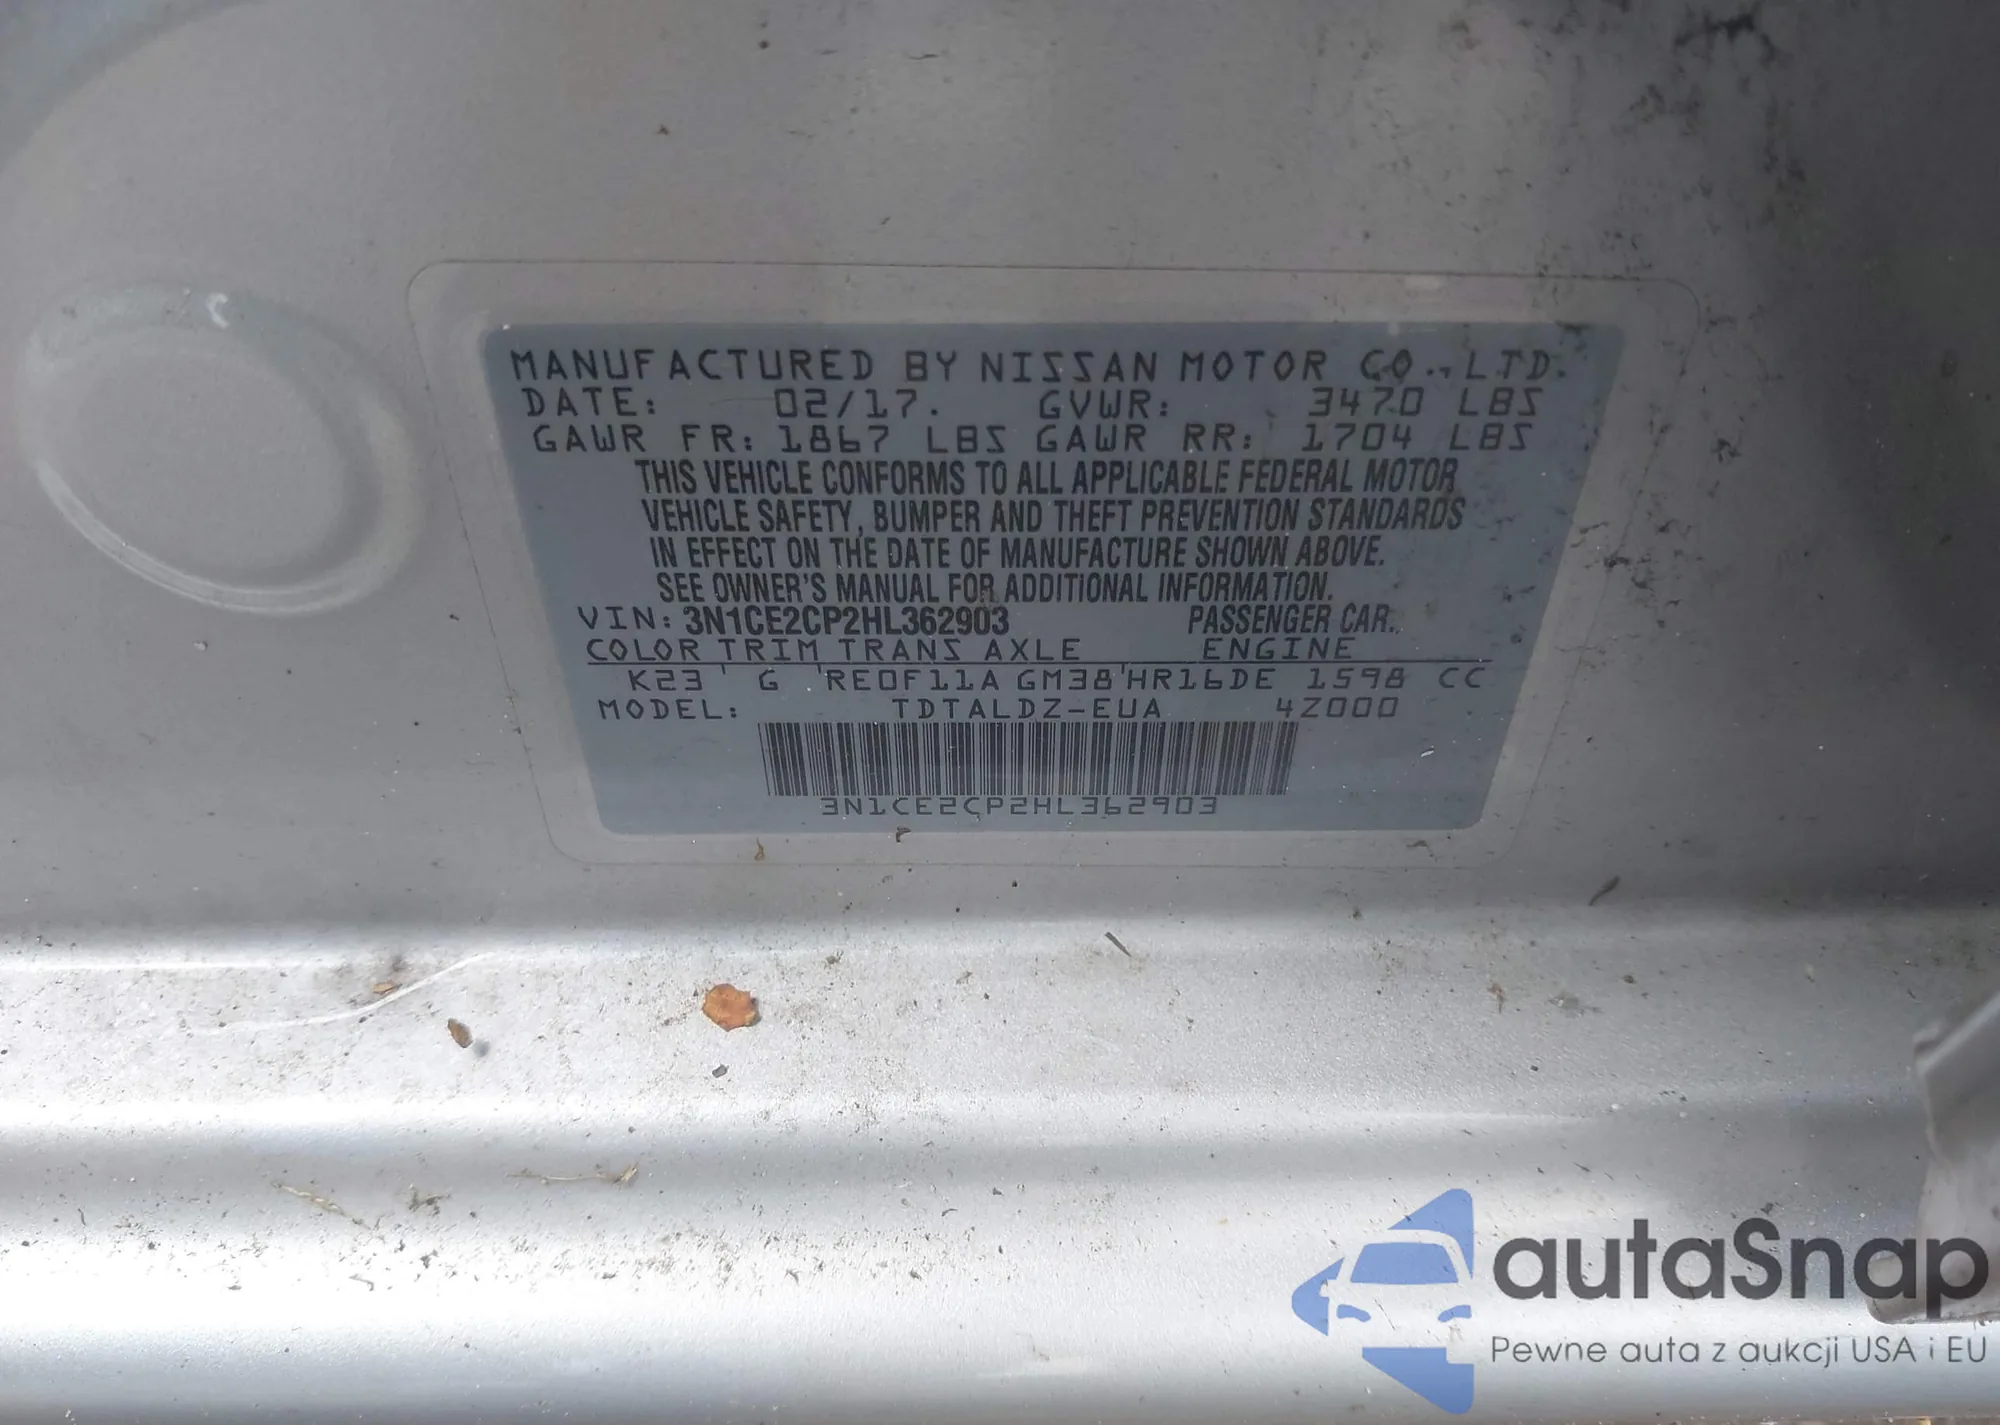 MANUFACTURED BY NISSAN MOTOR CO., LTD.
DATE: 02/17. GVWR: 3470 LBS
GAWR FR: 1867 LBS GAWR RR: 1704 LBS
THIS VEHICLE CONFORMS TO ALL APPLICABLE FEDERAL MOTOR
VEHICLE SAFETY, BUMPER AND THEFT PREVENTION STANDARDS
IN EFFECT ON THE DATE OF MANUFACTURE SHOWN ABOVE.
SEE OWNER'S MANUAL FOR ADDITIONAL INFORMATION.
VIN: 3N1CE2CP2HL362903 PASSENGER CAR.
COLOR TRIM TRANS AXLE ENGINE
K23 G RE0F11A GM38 HR16DE 1598 CC
MODEL: TDTALDZ-EUA 4Z000
3N1CE2CP2HL362903
autaSnap
Pewne auta z aukcji USA i EU